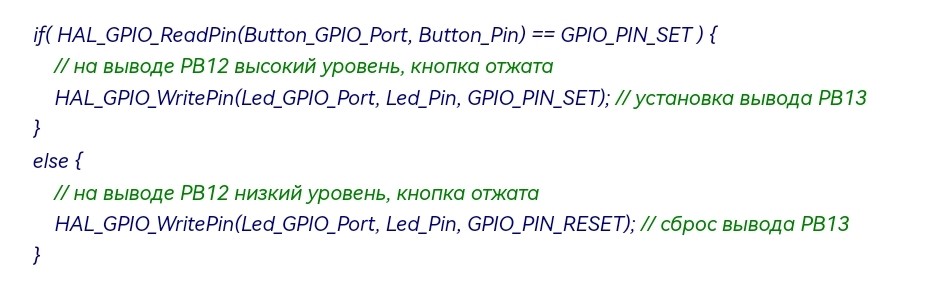 if( HAL_GPIO_ReadPin(Button_GPIO_Port, Button_Pin) == GPIO_PIN_SET ) {
// на выводе PB12 высокий уровень, кнопка отжата
HAL_GPIO_WritePin(Led_GPIO_Port, Led_Pin, GPIO_PIN_SET); // установка вывода PB13
}
else {
// на выводе PB12 низкий уровень, кнопка отжата
HAL_GPIO_WritePin(Led_GPIO_Port, Led_Pin, GPIO_PIN_RESET); // сброс вывода PB13
}